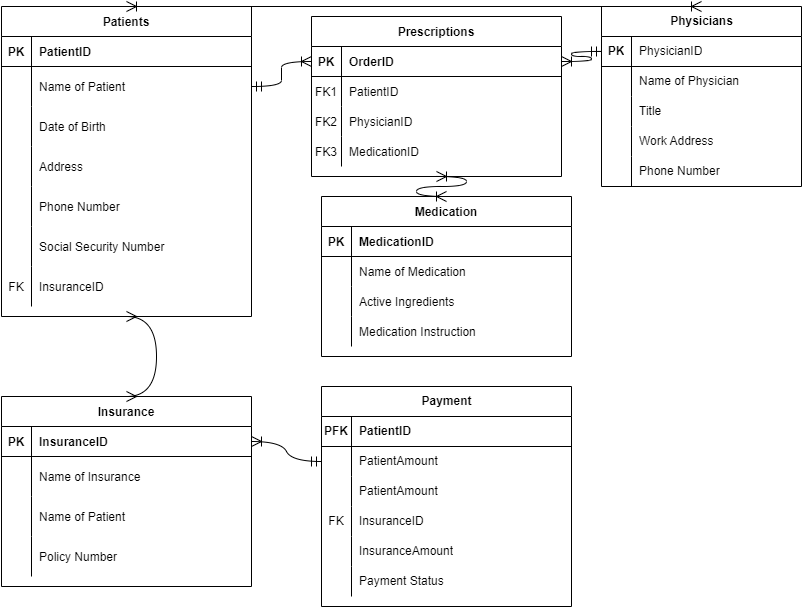 Patients
PK PatientID
Name of Patient
Date of Birth
Address
Phone Number
Social Security Number
FK InsuranceID
Prescriptions
PK OrderID
FK1 PatientID
FK2 PhysicianID
FK3 MedicationID
Physicians
PK PhysicianID
Name of Physician
Title
Work Address
Phone Number
Medication
PK MedicationID
Name of Medication
Active Ingredients
Medication Instruction
Insurance
PK InsuranceID
Name of Insurance
Name of Patient
Policy Number
Payment
PFK PatientID
PatientAmount
PatientAmount
FK InsuranceID
InsuranceAmount
Payment Status